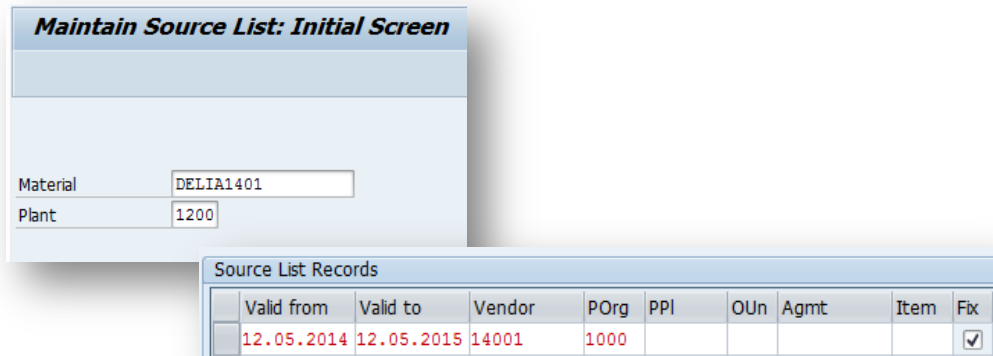 Maintain Source List: Initial Screen
Material DELIA1401
Plant 1200
Source List Records
Valid from Valid to Vendor POrg PPl OUn Agmt Item Fix
12.05.2014 12.05.2015 14001 1000